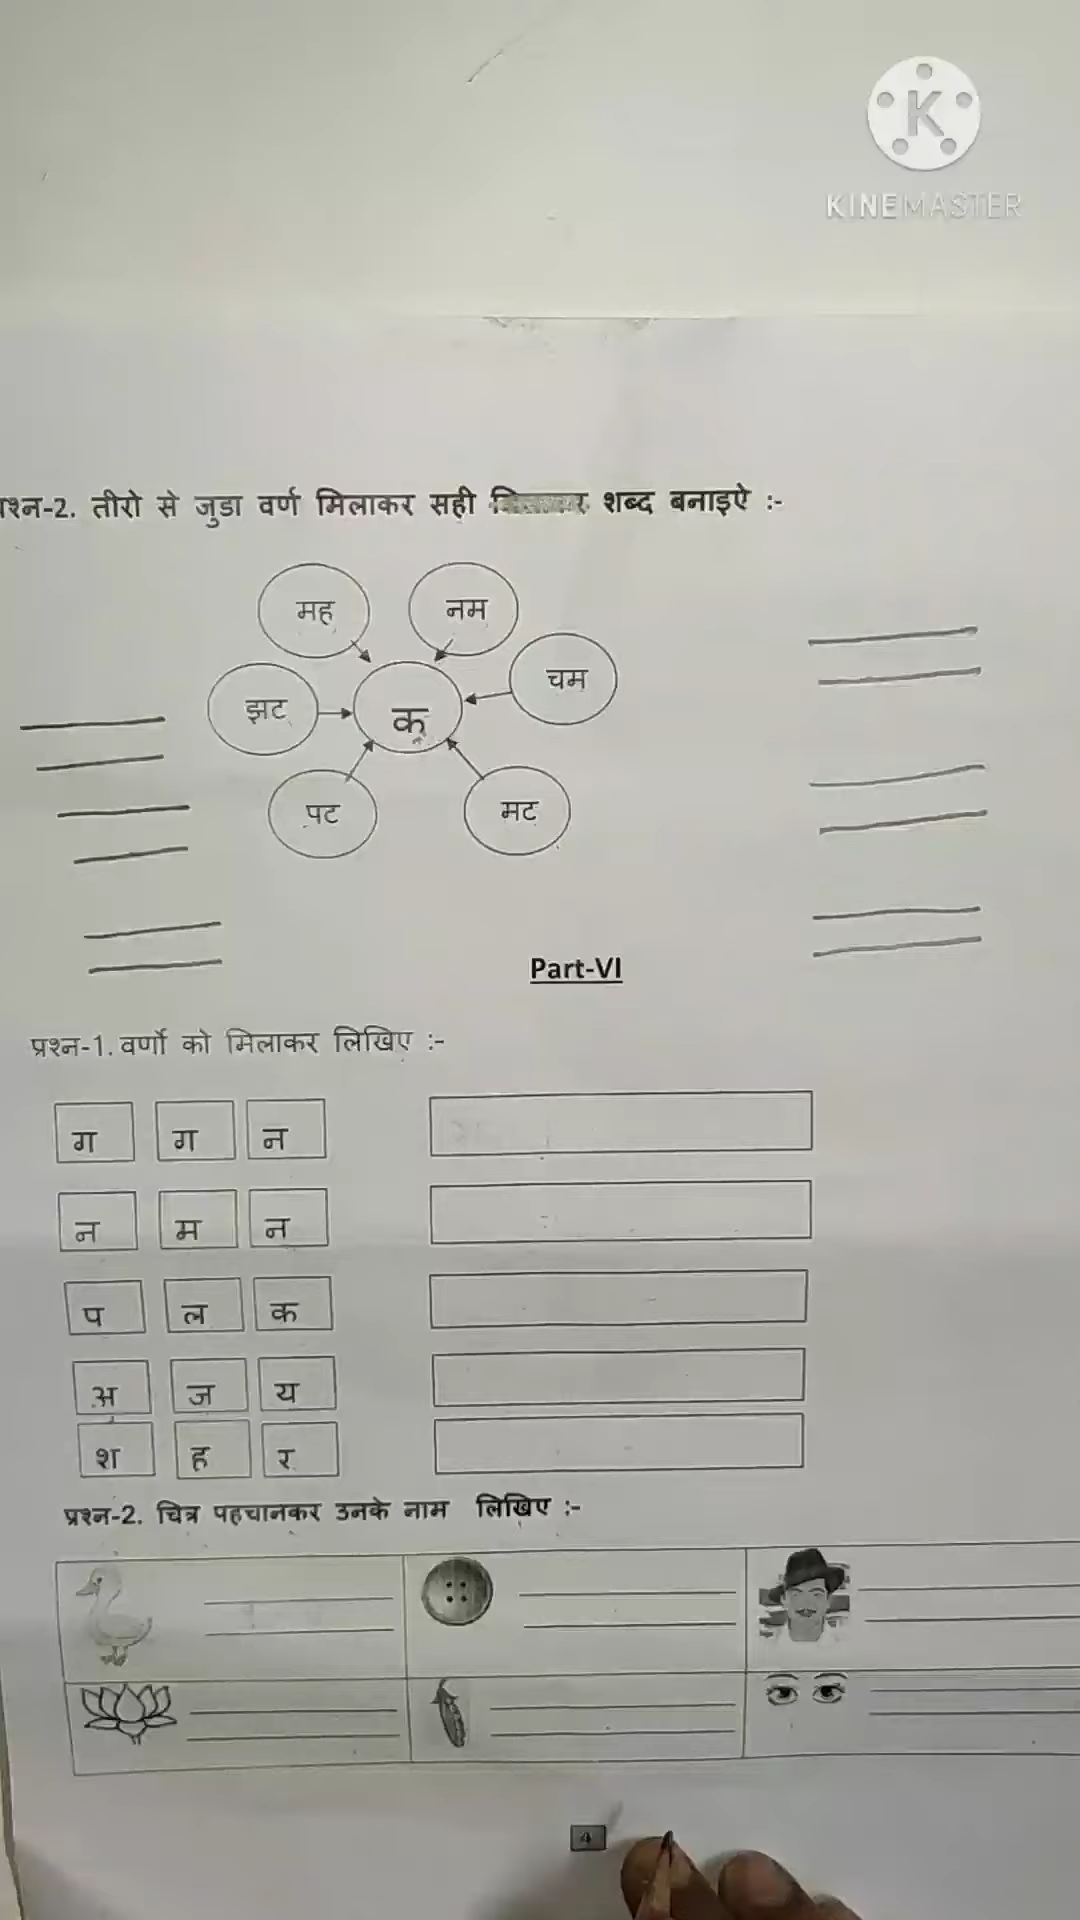 KINEMASTER
प्रश्न-2. तीरो से जुडा वर्ण मिलाकर सही शब्द बनाइऐ :-
मह नम
चम
झट क
पट मट
Part-VI
प्रश्न-1. वर्णो को मिलाकर लिखिए :-
ग ग न
न म न
प ल क
अ ज य
श ह र
प्रश्न-2. चित्र पहचानकर उनके नाम लिखिए :-
4